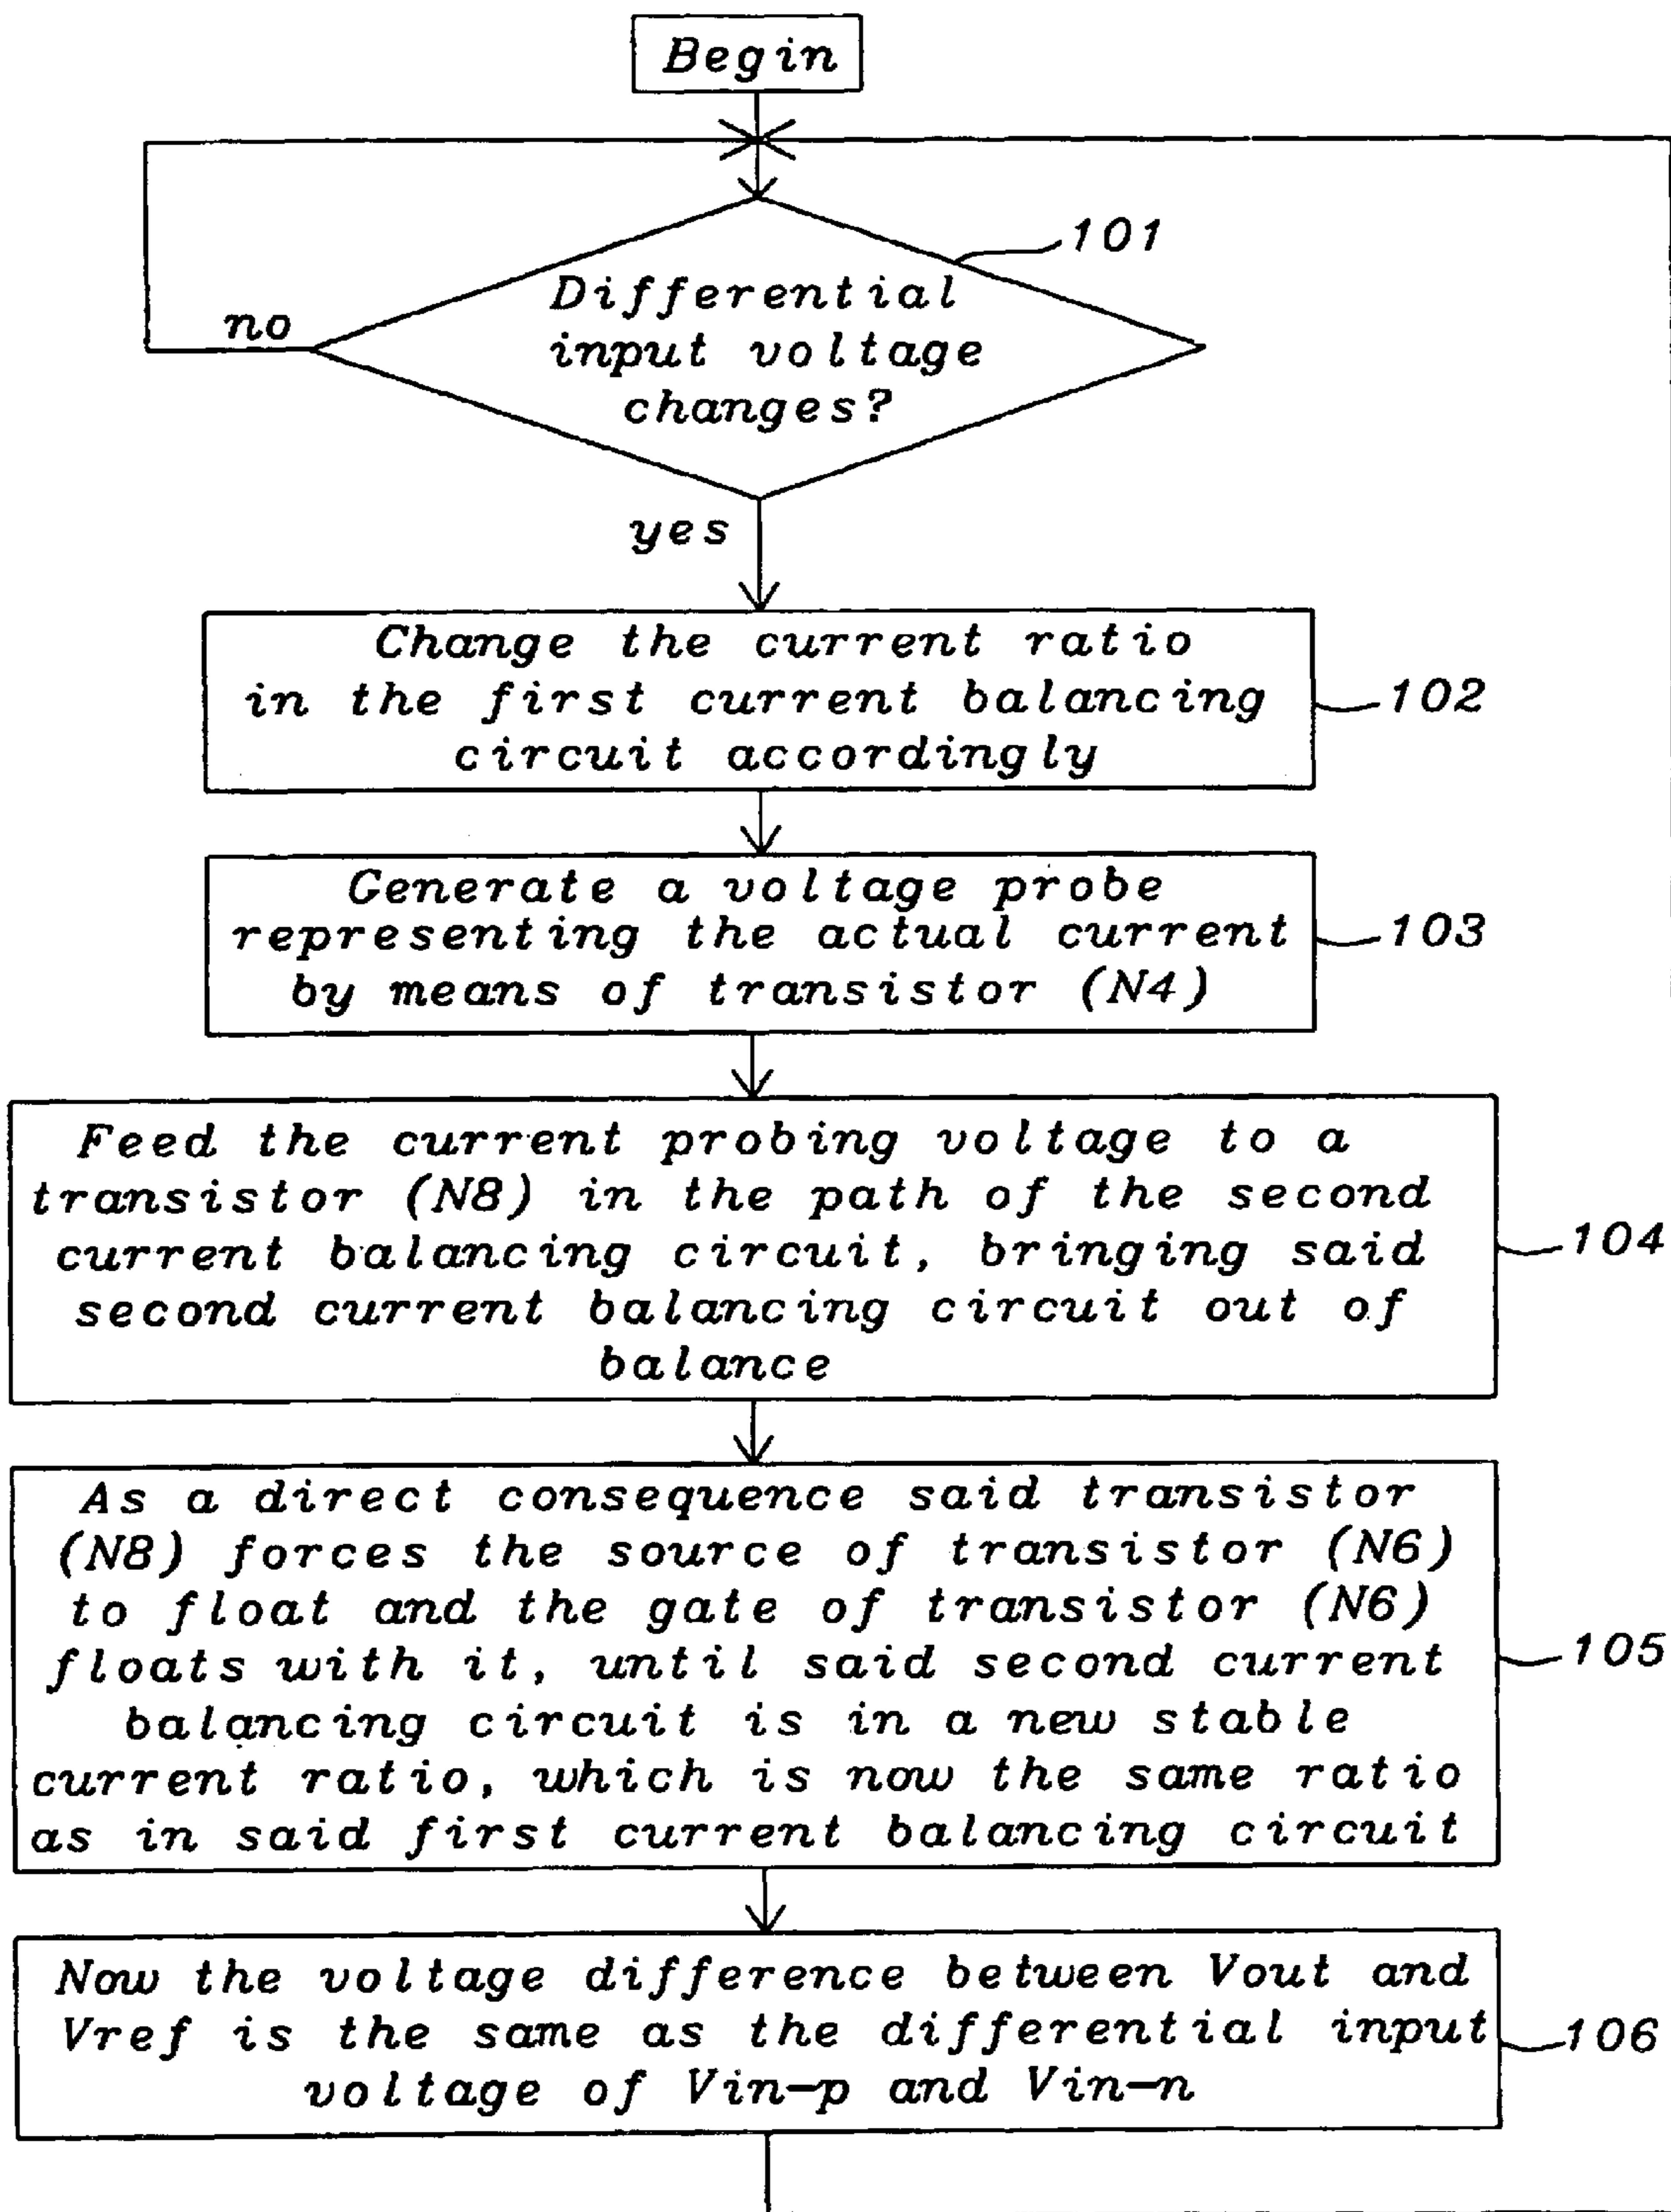 Begin
101
Differential
input voltage
changes?
no
yes
Change the current ratio
in the first current balancing
circuit accordingly
102
Generate a voltage probe
representing the actual current
by means of transistor (N4)
103
Feed the current probing voltage to a
transistor (N8) in the path of the second
current balancing circuit, bringing said
second current balancing circuit out of
balance
104
As a direct consequence said transistor
(N8) forces the source of transistor (N6)
to float and the gate of transistor (N6)
floats with it, until said second current
balancing circuit is in a new stable
current ratio, which is now the same ratio
as in said first current balancing circuit
105
Now the voltage difference between Vout and
Vref is the same as the differential input
voltage of Vin-p and Vin-n
106